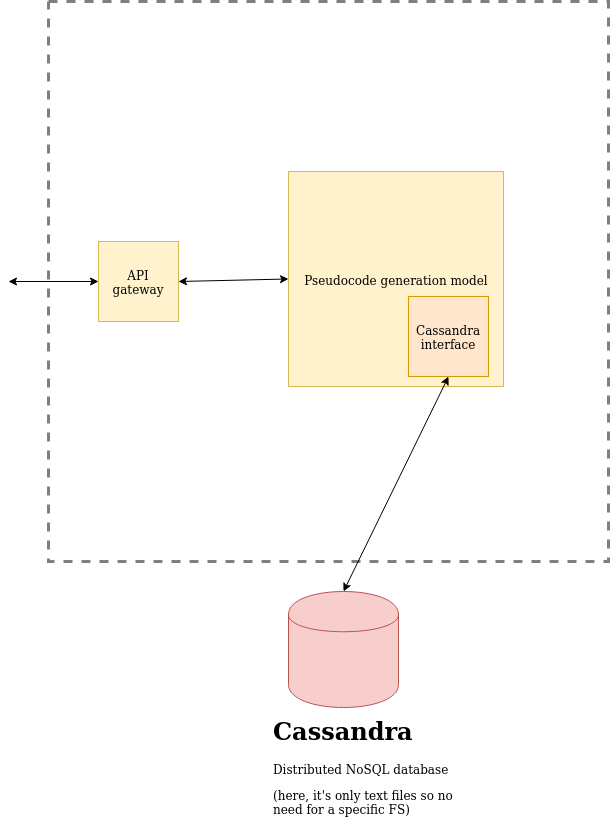 API
gateway
Pseudocode generation model
Cassandra
interface
Cassandra
Distributed NoSQL database
(here, it's only text files so no
need for a specific FS)